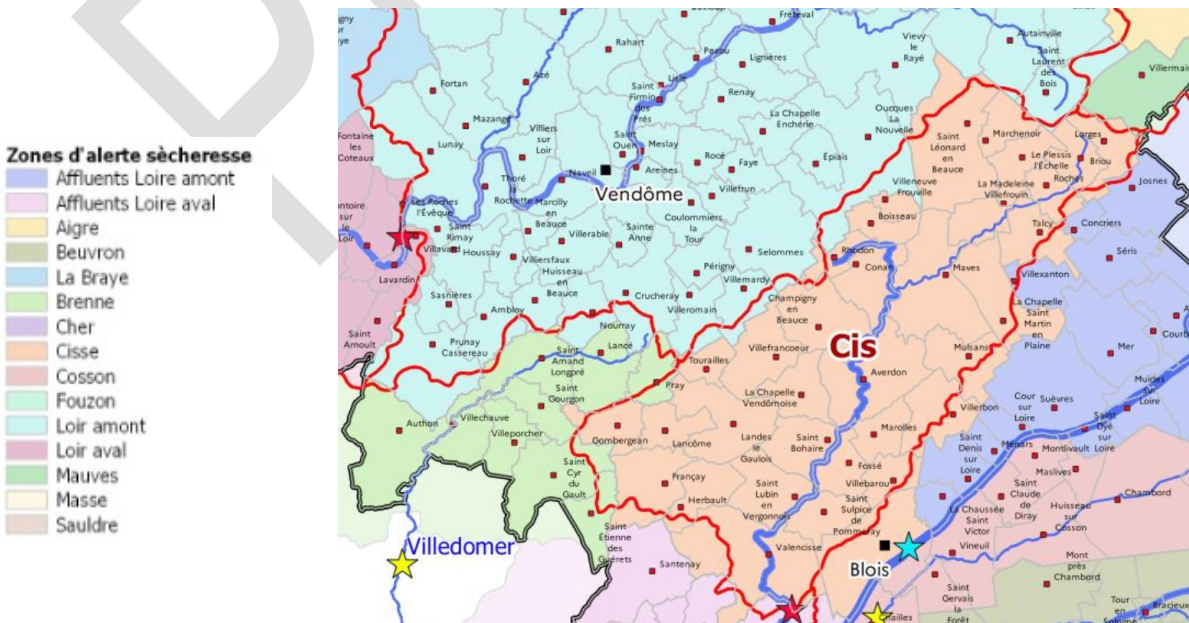 Zones d'alerte sècheresse
Affluents Loire amont
Affluents Loire aval
Aigre
Beuvron
La Braye
Brenne
Cher
Cisse
Cosson
Fouzon
Loir amont
Loir aval
Mauves
Masse
Sauldre
Fréteval
Rahart
Pezou
Lignières
Viévy
le
Rayé
Autainville
Saint
Laurent
des
Bois
Villermain
Fortan
Azé
Lisle
Saint
Firmin
des
Prés
Renay
Mazangé
La Chapelle
Enchérie
Oucques
La
Nouvelle
Saint
Léonard
en
Beauce
Marchenoir
Lorges
Fontaine
les
Coteaux
Lunay
Villiers
sur
Loir
Saint
Ouen
Meslay
Rocé
Faye
Épiais
Le Plessis
l'Échelle
Briou
Roches
Josnes
Thoré
la
Rochette
Naveil
Vendôme
Areines
Villetrun
Villeneuve
Frouville
La Madeleine
Villefrouin
Les Roches
l'Évêque
Marcilly
en
Beauce
Coulommiers
la
Tour
Boisseau
Talcy
Concriers
Saint
Rimay
Villavard
Houssay
Villerable
Sainte
Anne
Selommes
Rhodon
Conan
Séris
Lavardin
Villiersfaux
Huisseau
en
Beauce
Périgny
Villemardy
Maves
Villexanton
Sasnières
Ambloy
Crucheray
Villeromain
Champigny
en
Beauce
La Chapelle
Saint
Martin
en
Plaine
Saint
Arnoult
Prunay
Cassereau
Nourray
Lancé
Saint
Amand
Longpré
Tourailles
Villefrancoeur
Cis
Mulsans
Mer
Pray
Averdon
Saint
Gourgon
La Chapelle
Vendômoise
Cour
sur
Loire
Suèvres
Muides
sur
Loire
Authon
Villechauve
Villeporcher
Gombergean
Lancôme
Landes
le
Gaulois
Saint
Bohaire
Marolles
Villerbon
Saint
Denis
sur
Loire
Ménars
Montlivault
Saint
Dyé
sur
Loire
Saint
Cyr
du
Gault
Françay
Herbault
Saint
Lubin
en
Vergonnois
Fossé
Villebarou
Saint
Sulpice
de
Pommeray
Maslives
Saint
Claude
de
Diray
Huisseau
sur
Cosson
Chambord
La Chaussée
Saint
Victor
Villedomer
Saint
Étienne
des
Guérets
Santenay
Valencisse
Blois
Vineuil
Mont
près
Chambord
Saint
Gervais
la
Forêt
Tour
en
Bracieux